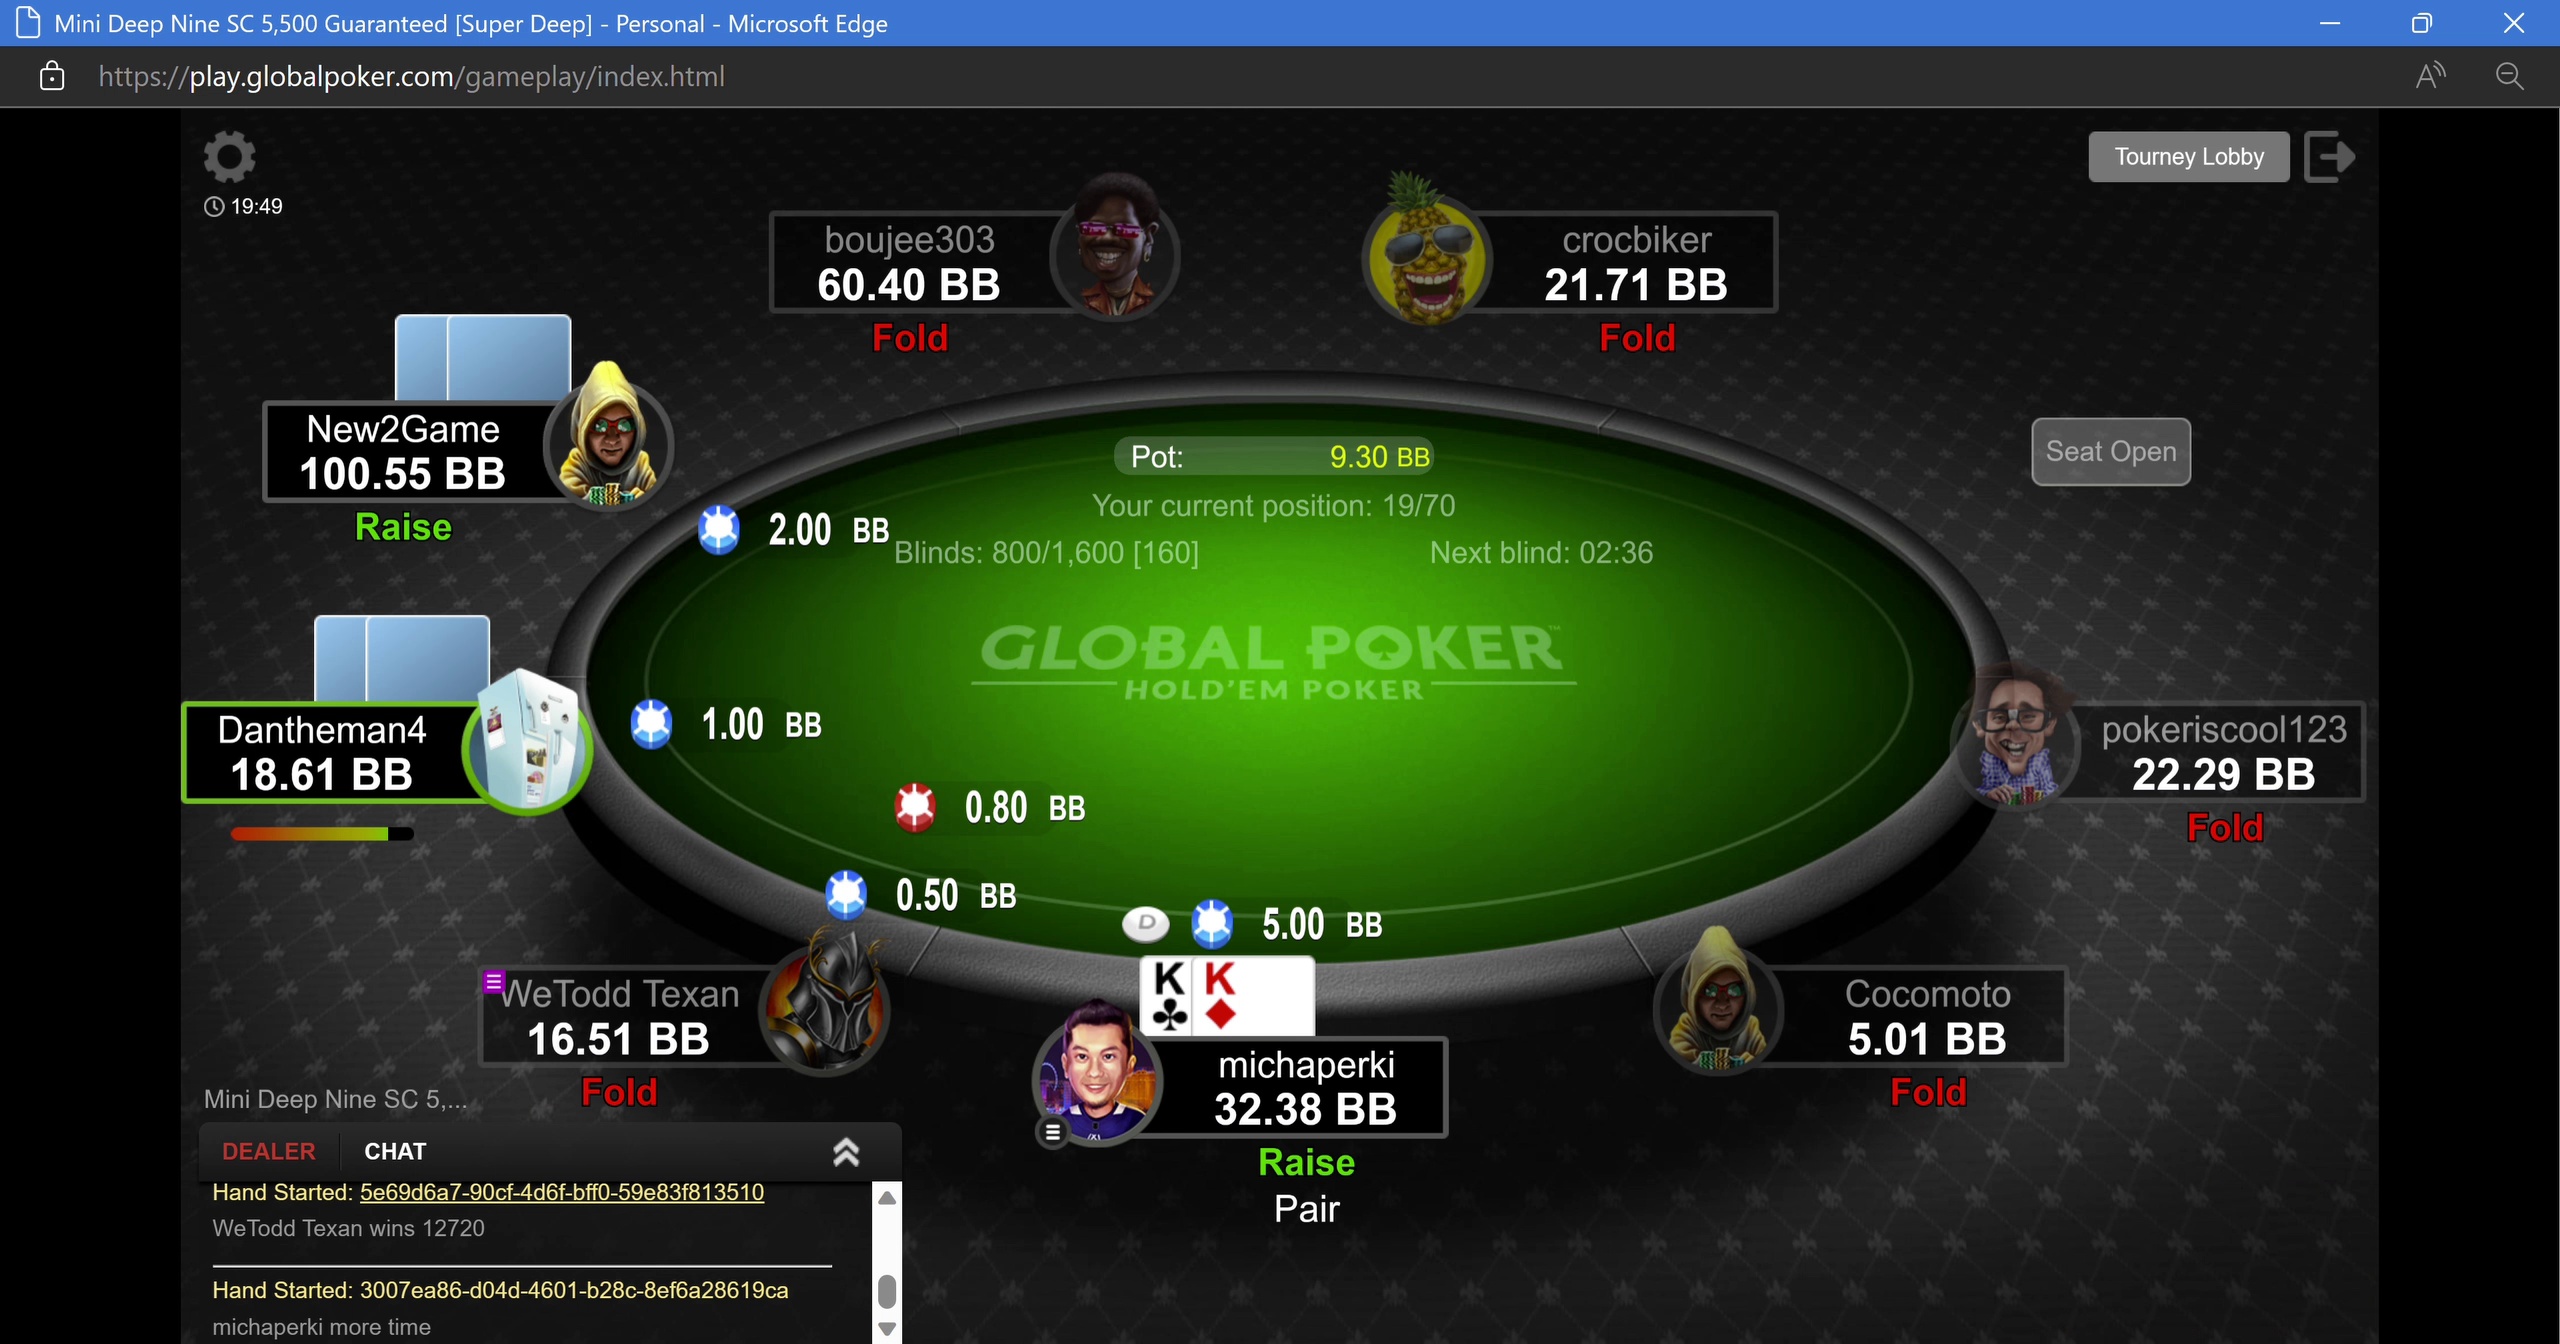 Mini Deep Nine SC 5,500 Guaranteed [Super Deep] - Personal - Microsoft Edge
https://play.globalpoker.com/gameplay/index.html
Tourney Lobby
19:49
boujee303
60.40 BB
Fold
crocbiker
21.71 BB
Fold
New2Game
100.55 BB
Raise
Seat Open
Pot: 9.30 BB
Your current position: 19/70
2.00 BB
Blinds: 800/1,600 [160] Next blind: 02:36
GLOBAL POKER™
HOLD'EM POKER
Dantheman4
18.61 BB
1.00 BB
pokeriscool123
22.29 BB
Fold
0.80 BB
0.50 BB
D 5.00 BB
K K
WeTodd Texan
16.51 BB
Fold
michaperki
32.38 BB
Raise
Pair
Cocomoto
5.01 BB
Fold
Mini Deep Nine SC 5,...
DEALER CHAT
Hand Started: 5e69d6a7-90cf-4d6f-bff0-59e83f813510
WeTodd Texan wins 12720
Hand Started: 3007ea86-d04d-4601-b28c-8ef6a28619ca
michaperki more time